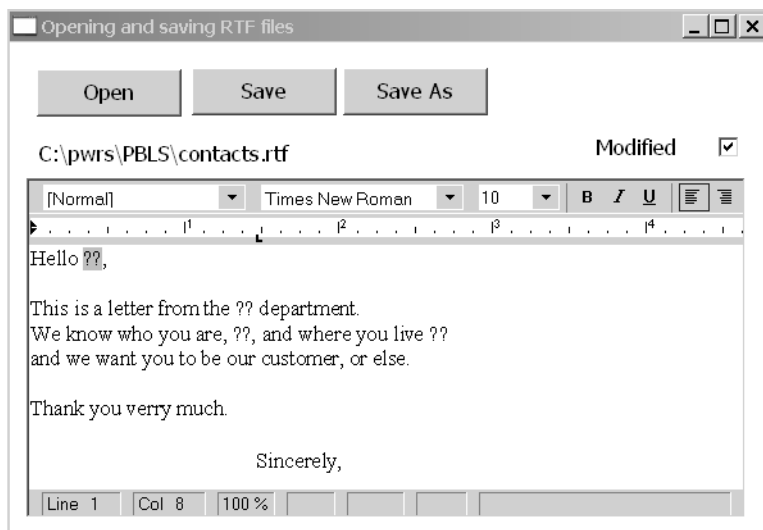 Opening and saving RTF files
Open Save Save As
C:\pwrs\PBLS\contacts.rtf Modified
[Normal] Times New Roman 10 B I U
1 2 3 4
Hello ??,
This is a letter from the ?? department.
We know who you are, ??, and where you live ??
and we want you to be our customer, or else.
Thank you verry much.
Sincerely,
Line 1 Col 8 100 %